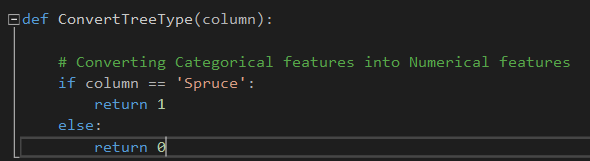 def ConvertTreeType(column):
# Converting Categorical features into Numerical features
if column == 'Spruce':
return 1
else:
return 0